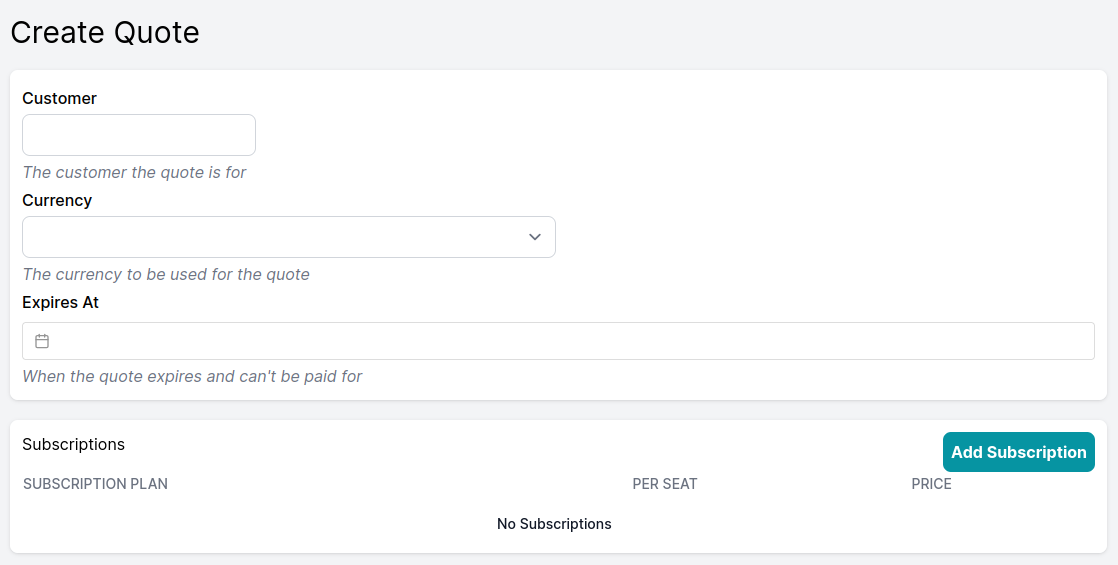 Create Quote
Customer
The customer the quote is for
Currency
The currency to be used for the quote
Expires At
When the quote expires and can't be paid for
Subscriptions
Add Subscription
SUBSCRIPTION PLAN PER SEAT PRICE
No Subscriptions